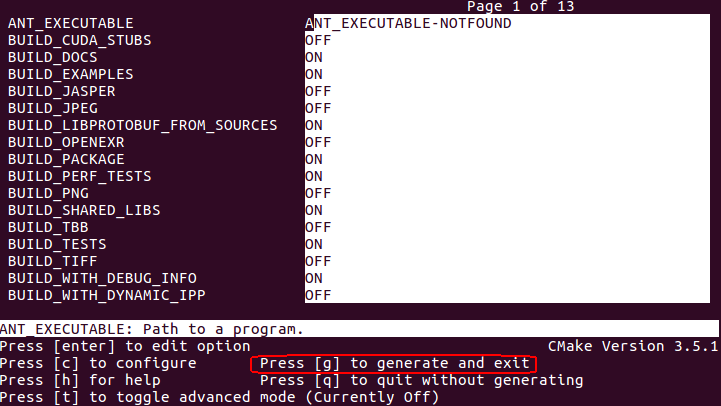 Page 1 of 13
ANT_EXECUTABLE ANT_EXECUTABLE-NOTFOUND
BUILD_CUDA_STUBS OFF
BUILD_DOCS ON
BUILD_EXAMPLES ON
BUILD_JASPER OFF
BUILD_JPEG OFF
BUILD_LIBPROTOBUF_FROM_SOURCES ON
BUILD_OPENEXR OFF
BUILD_PACKAGE ON
BUILD_PERF_TESTS ON
BUILD_PNG OFF
BUILD_SHARED_LIBS ON
BUILD_TBB OFF
BUILD_TESTS ON
BUILD_TIFF OFF
BUILD_WITH_DEBUG_INFO ON
BUILD_WITH_DYNAMIC_IPP OFF
ANT_EXECUTABLE: Path to a program.
Press [enter] to edit option CMake Version 3.5.1
Press [c] to configure Press [g] to generate and exit
Press [h] for help Press [q] to quit without generating
Press [t] to toggle advanced mode (Currently Off)